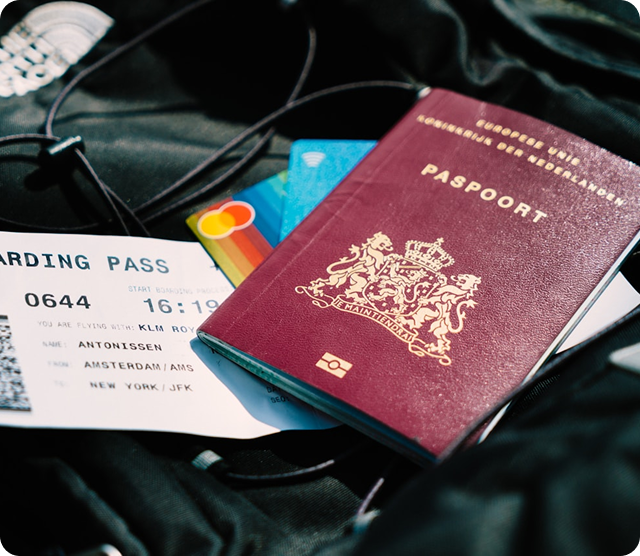 ARDING PASS
0644
START BOARDING
16:19
YOU ARE FLYING WITH: KLM ROY
NAME: ANTONISSEN
FROM: AMSTERDAM/AMS
TO: NEW YORK/JFK
EUROPESE UNIE
KONINKRIJK DER NEDERLANDEN
PASPOORT
JE MAINTIENDRAI